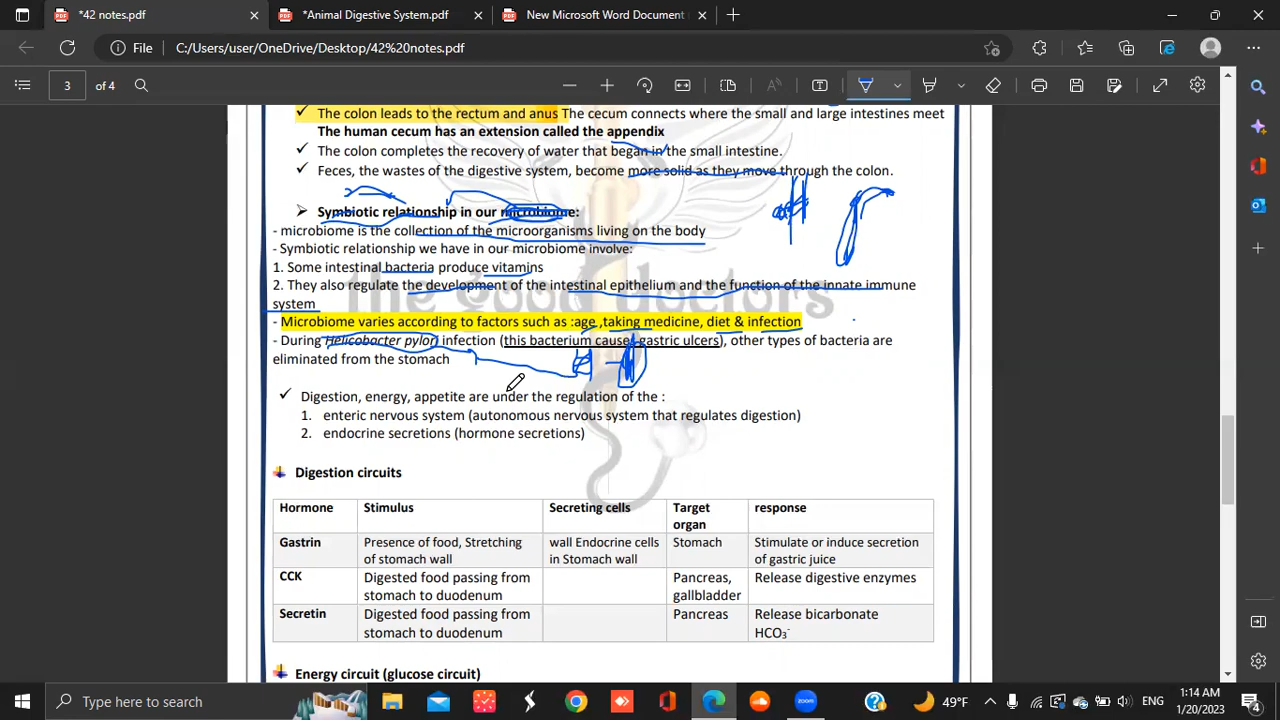 *42 notes.pdf
*Animal Digestive System.pdf
New Microsoft Word Document
File
C:/Users/user/OneDrive/Desktop/42%20notes.pdf
3 of 4
✓ The colon leads to the rectum and anus The cecum connects where the small and large intestines meet
The human cecum has an extension called the appendix
✓ The colon completes the recovery of water that began in the small intestine.
✓ Feces, the wastes of the digestive system, become more solid as they move through the colon.
➢ Symbiotic relationship in our microbiome:
- microbiome is the collection of the microorganisms living on the body
- Symbiotic relationship we have in our microbiome involve:
1. Some intestinal bacteria produce vitamins
2. They also regulate the development of the intestinal epithelium and the function of the innate immune
system
- Microbiome varies according to factors such as :age ,taking medicine, diet & infection
- During Helicobacter pylori infection (this bacterium causes gastric ulcers), other types of bacteria are
eliminated from the stomach
✓ Digestion, energy, appetite are under the regulation of the :
1. enteric nervous system (autonomous nervous system that regulates digestion)
2. endocrine secretions (hormone secretions)
Digestion circuits
Hormone Stimulus Secreting cells Target organ response
Gastrin Presence of food, Stretching of stomach wall wall Endocrine cells in Stomach wall Stomach Stimulate or induce secretion of gastric juice
CCK Digested food passing from stomach to duodenum Pancreas, gallbladder Release digestive enzymes
Secretin Digested food passing from stomach to duodenum Pancreas Release bicarbonate HCO₃⁻
Energy circuit (glucose circuit)
the good doctors
Type here to search
zoom
49°F
ENG
1:14 AM
1/20/2023
4